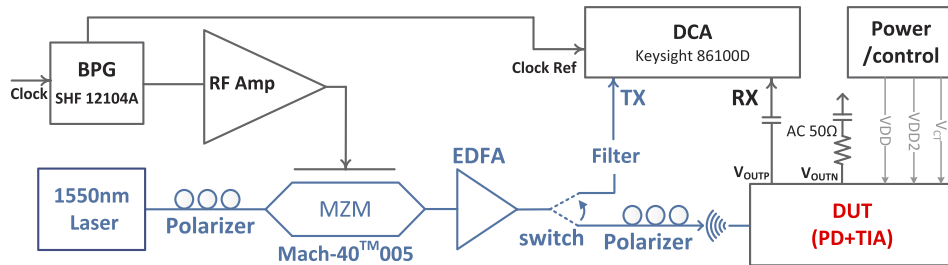 BPG
SHF 12104A
Clock
RF Amp
DCA
Keysight 86100D
Clock Ref
TX
RX
Power
/control
AC 50Ω
VDD
VDD2
Vcr
EDFA
Filter
VOUTP
VOUTN
1550nm
Laser
Polarizer
MZM
Mach-40TM005
switch
Polarizer
DUT
(PD+TIA)